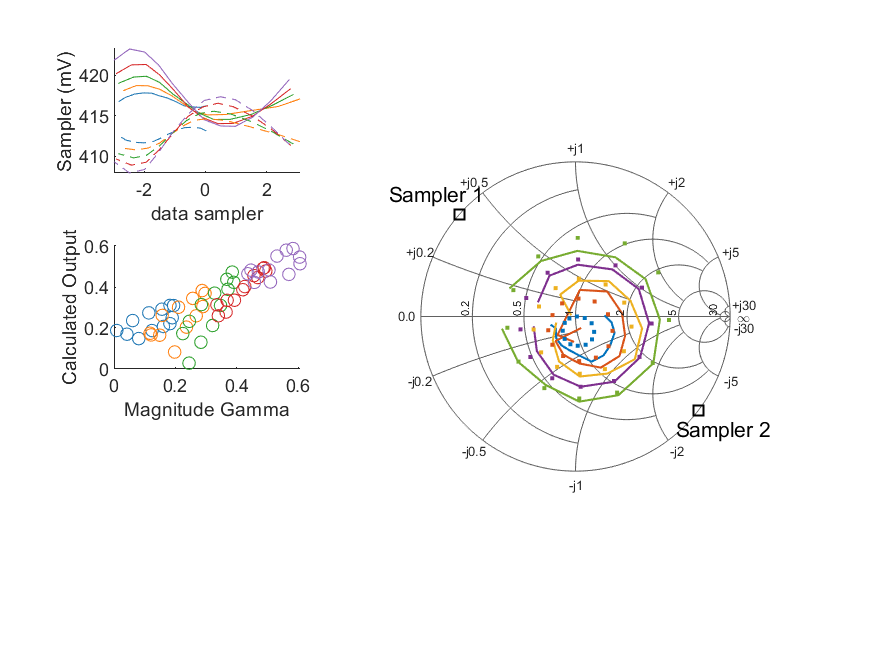 Sampler (mV)
420
415
410
-2
0
2
data sampler
Calculated Output
0.6
0.4
0.2
0
0
0.2
0.4
0.6
Magnitude Gamma
+j1
+j0.5
+j2
Sampler 1
+j0.2
+j5
0.0
0.2
0.5
1
2
5
30
+j30
∞
-j30
-j0.2
-j5
Sampler 2
-j0.5
-j2
-j1